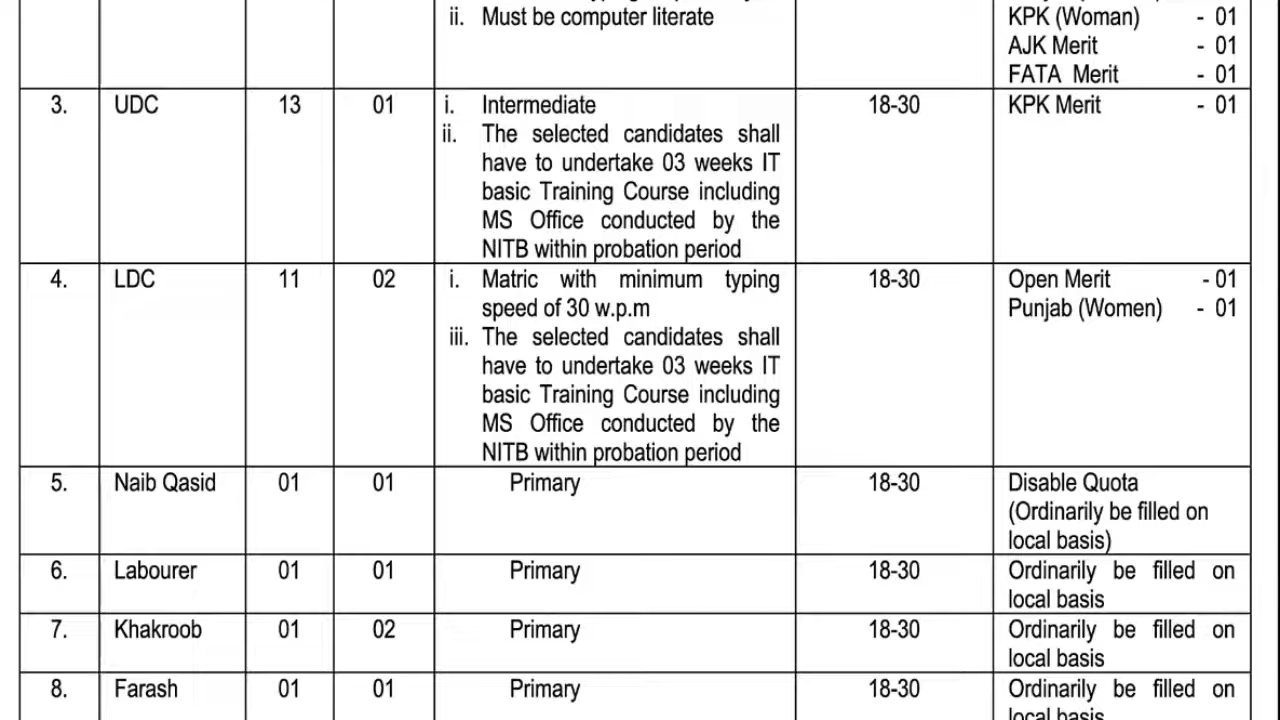 ii. Must be computer literate
KPK (Woman) - 01
AJK Merit - 01
FATA Merit - 01
3. UDC 13 01 i. Intermediate 18-30 KPK Merit - 01
ii. The selected candidates shall
have to undertake 03 weeks IT
basic Training Course including
MS Office conducted by the
NITB within probation period
4. LDC 11 02 i. Matric with minimum typing 18-30 Open Merit - 01
speed of 30 w.p.m Punjab (Women) - 01
iii. The selected candidates shall
have to undertake 03 weeks IT
basic Training Course including
MS Office conducted by the
NITB within probation period
5. Naib Qasid 01 01 Primary 18-30 Disable Quota
(Ordinarily be filled on
local basis)
6. Labourer 01 01 Primary 18-30 Ordinarily be filled on
local basis
7. Khakroob 01 02 Primary 18-30 Ordinarily be filled on
local basis
8. Farash 01 01 Primary 18-30 Ordinarily be filled on
local basis